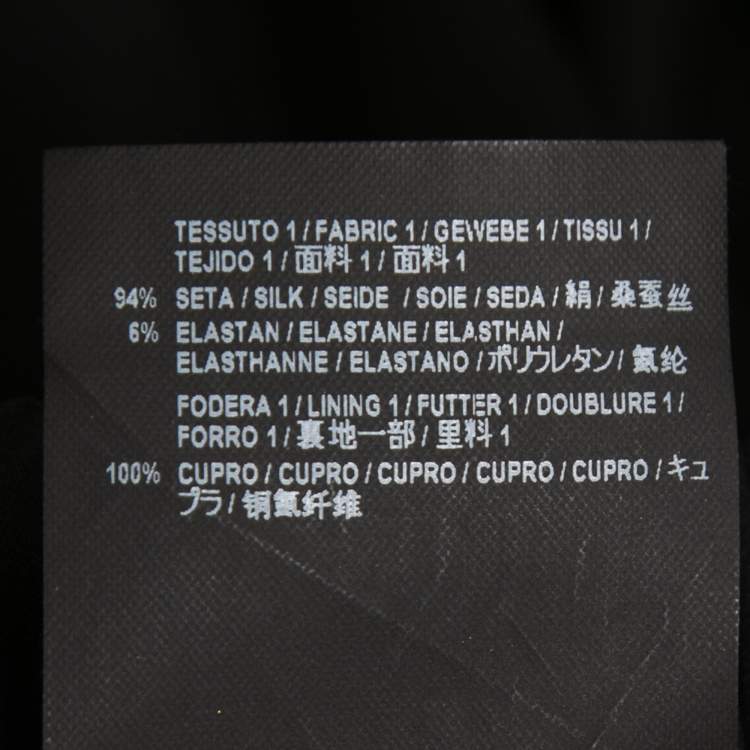 TESSUTO 1 / FABRIC 1 / GEWEBE 1 / TISSU 1 /
TEJIDO 1 / 面料 1 / 面料 1
94% SETA / SILK / SEIDE / SOIE / SEDA / 絹 / 桑蚕丝
6% ELASTAN / ELASTANE / ELASTHAN /
ELASTHANNE / ELASTANO / ポリウレタン / 氨纶
FODERA 1 / LINING 1 / FUTTER 1 / DOUBLURE 1 /
FORRO 1 / 裏地一部 / 里料 1
100% CUPRO / CUPRO / CUPRO / CUPRO / CUPRO / キュ
プラ / 铜氨纤维